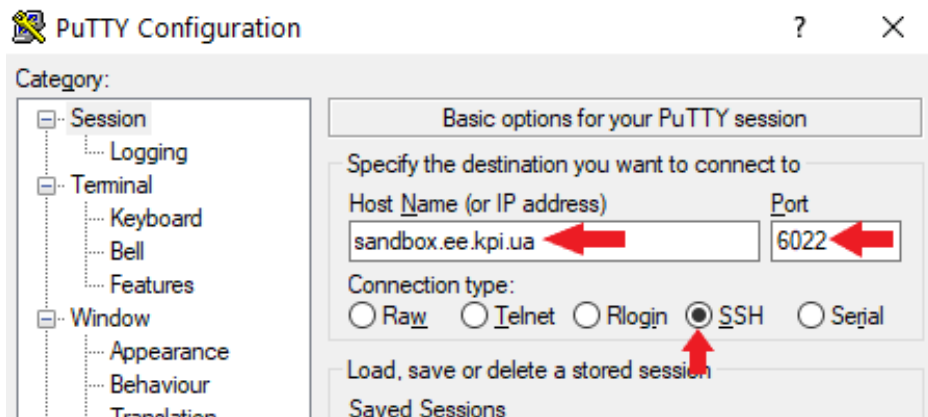 PuTTY Configuration ? ×
Category:
Session
Logging
Terminal
Keyboard
Bell
Features
Window
Appearance
Behaviour
Translation
Basic options for your PuTTY session
Specify the destination you want to connect to
Host Name (or IP address) Port
sandbox.ee.kpi.ua 6022
Connection type:
Raw Telnet Rlogin SSH Serial
Load, save or delete a stored session
Saved Sessions